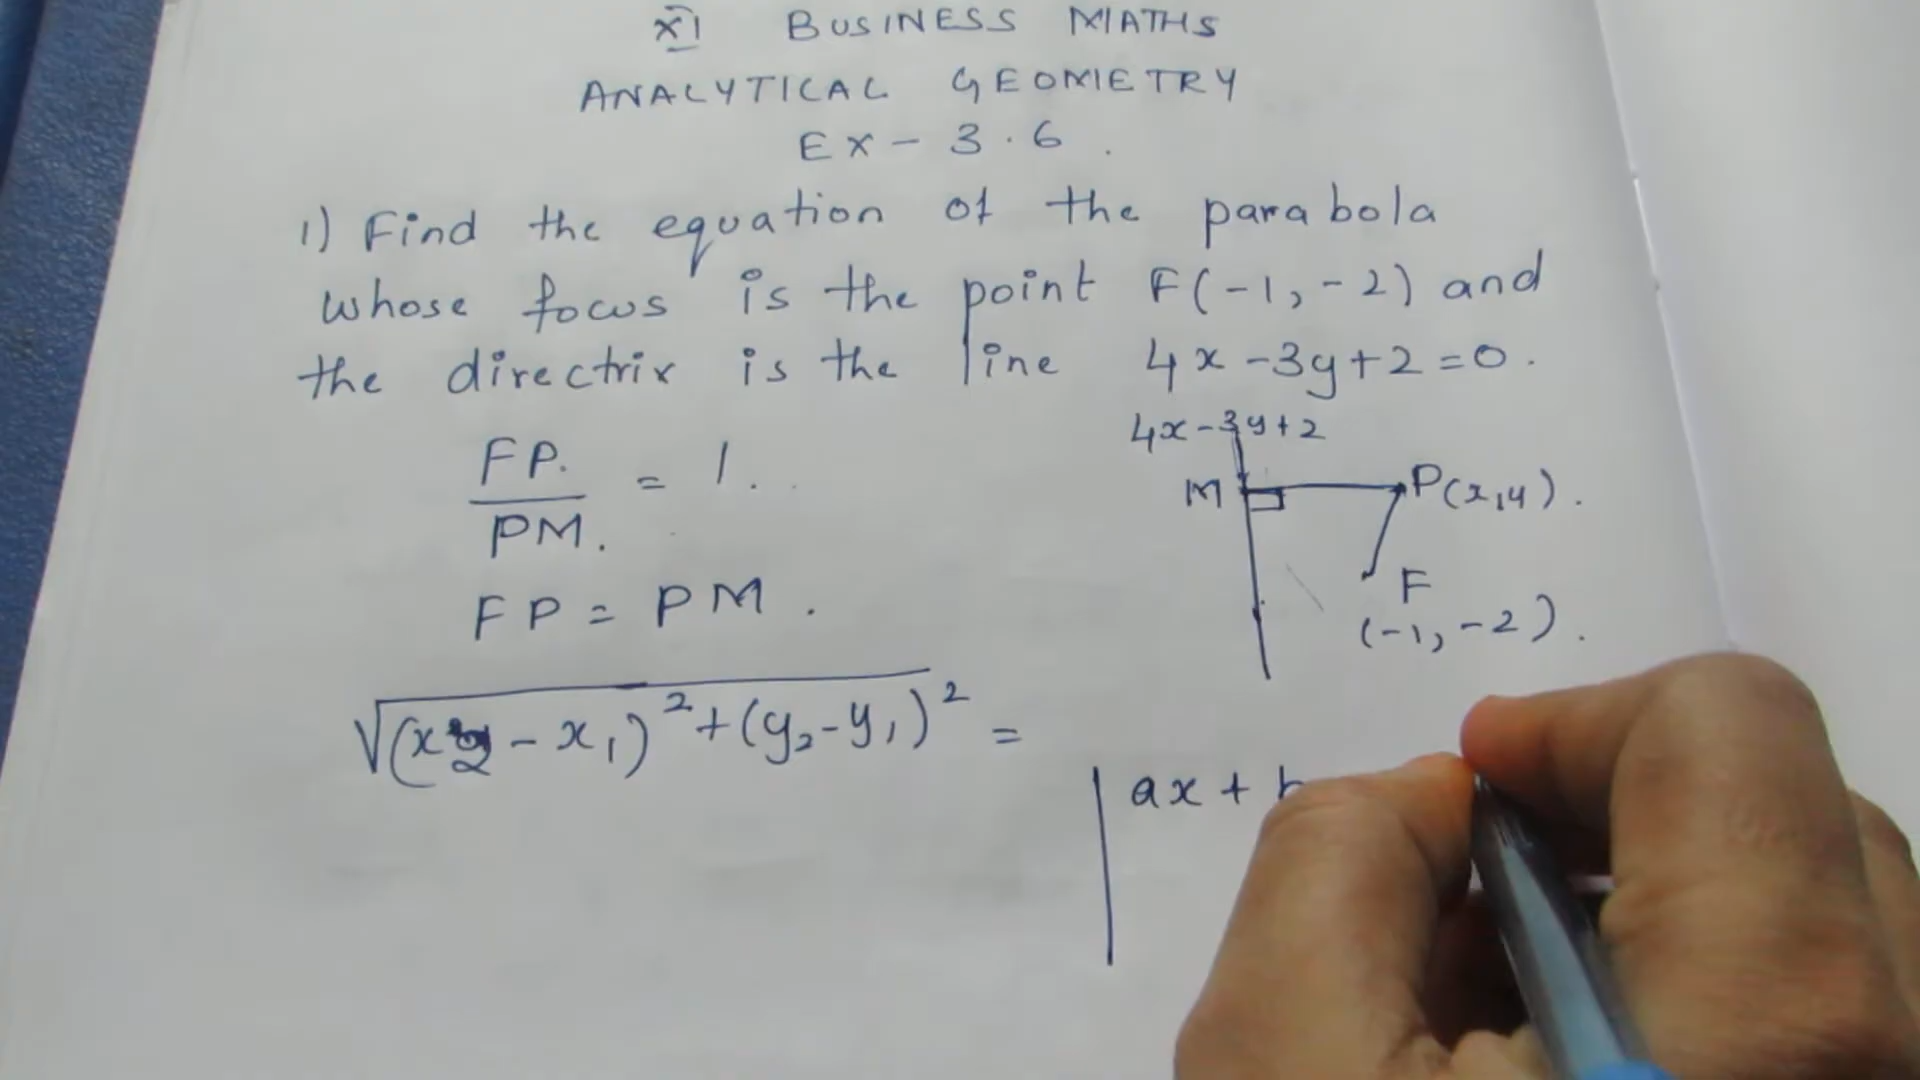 XI BUSINESS MATHS
ANALYTICAL GEOMETRY
EX - 3.6.
1) Find the equation of the parabola
whose focus is the point F(-1, -2) and
the directrix is the line 4x - 3y + 2 = 0.
4x - 3y + 2
FP. / PM. = 1.
M P(x, y).
F
(-1, -2).
FP = PM.
√(x2 - x₁)² + (y₂ - y₁)² =
| ax +